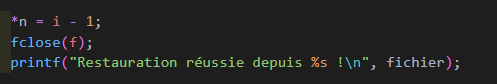 *n = i - 1;
fclose(f);
printf("Restauration réussie depuis %s !\n", fichier);